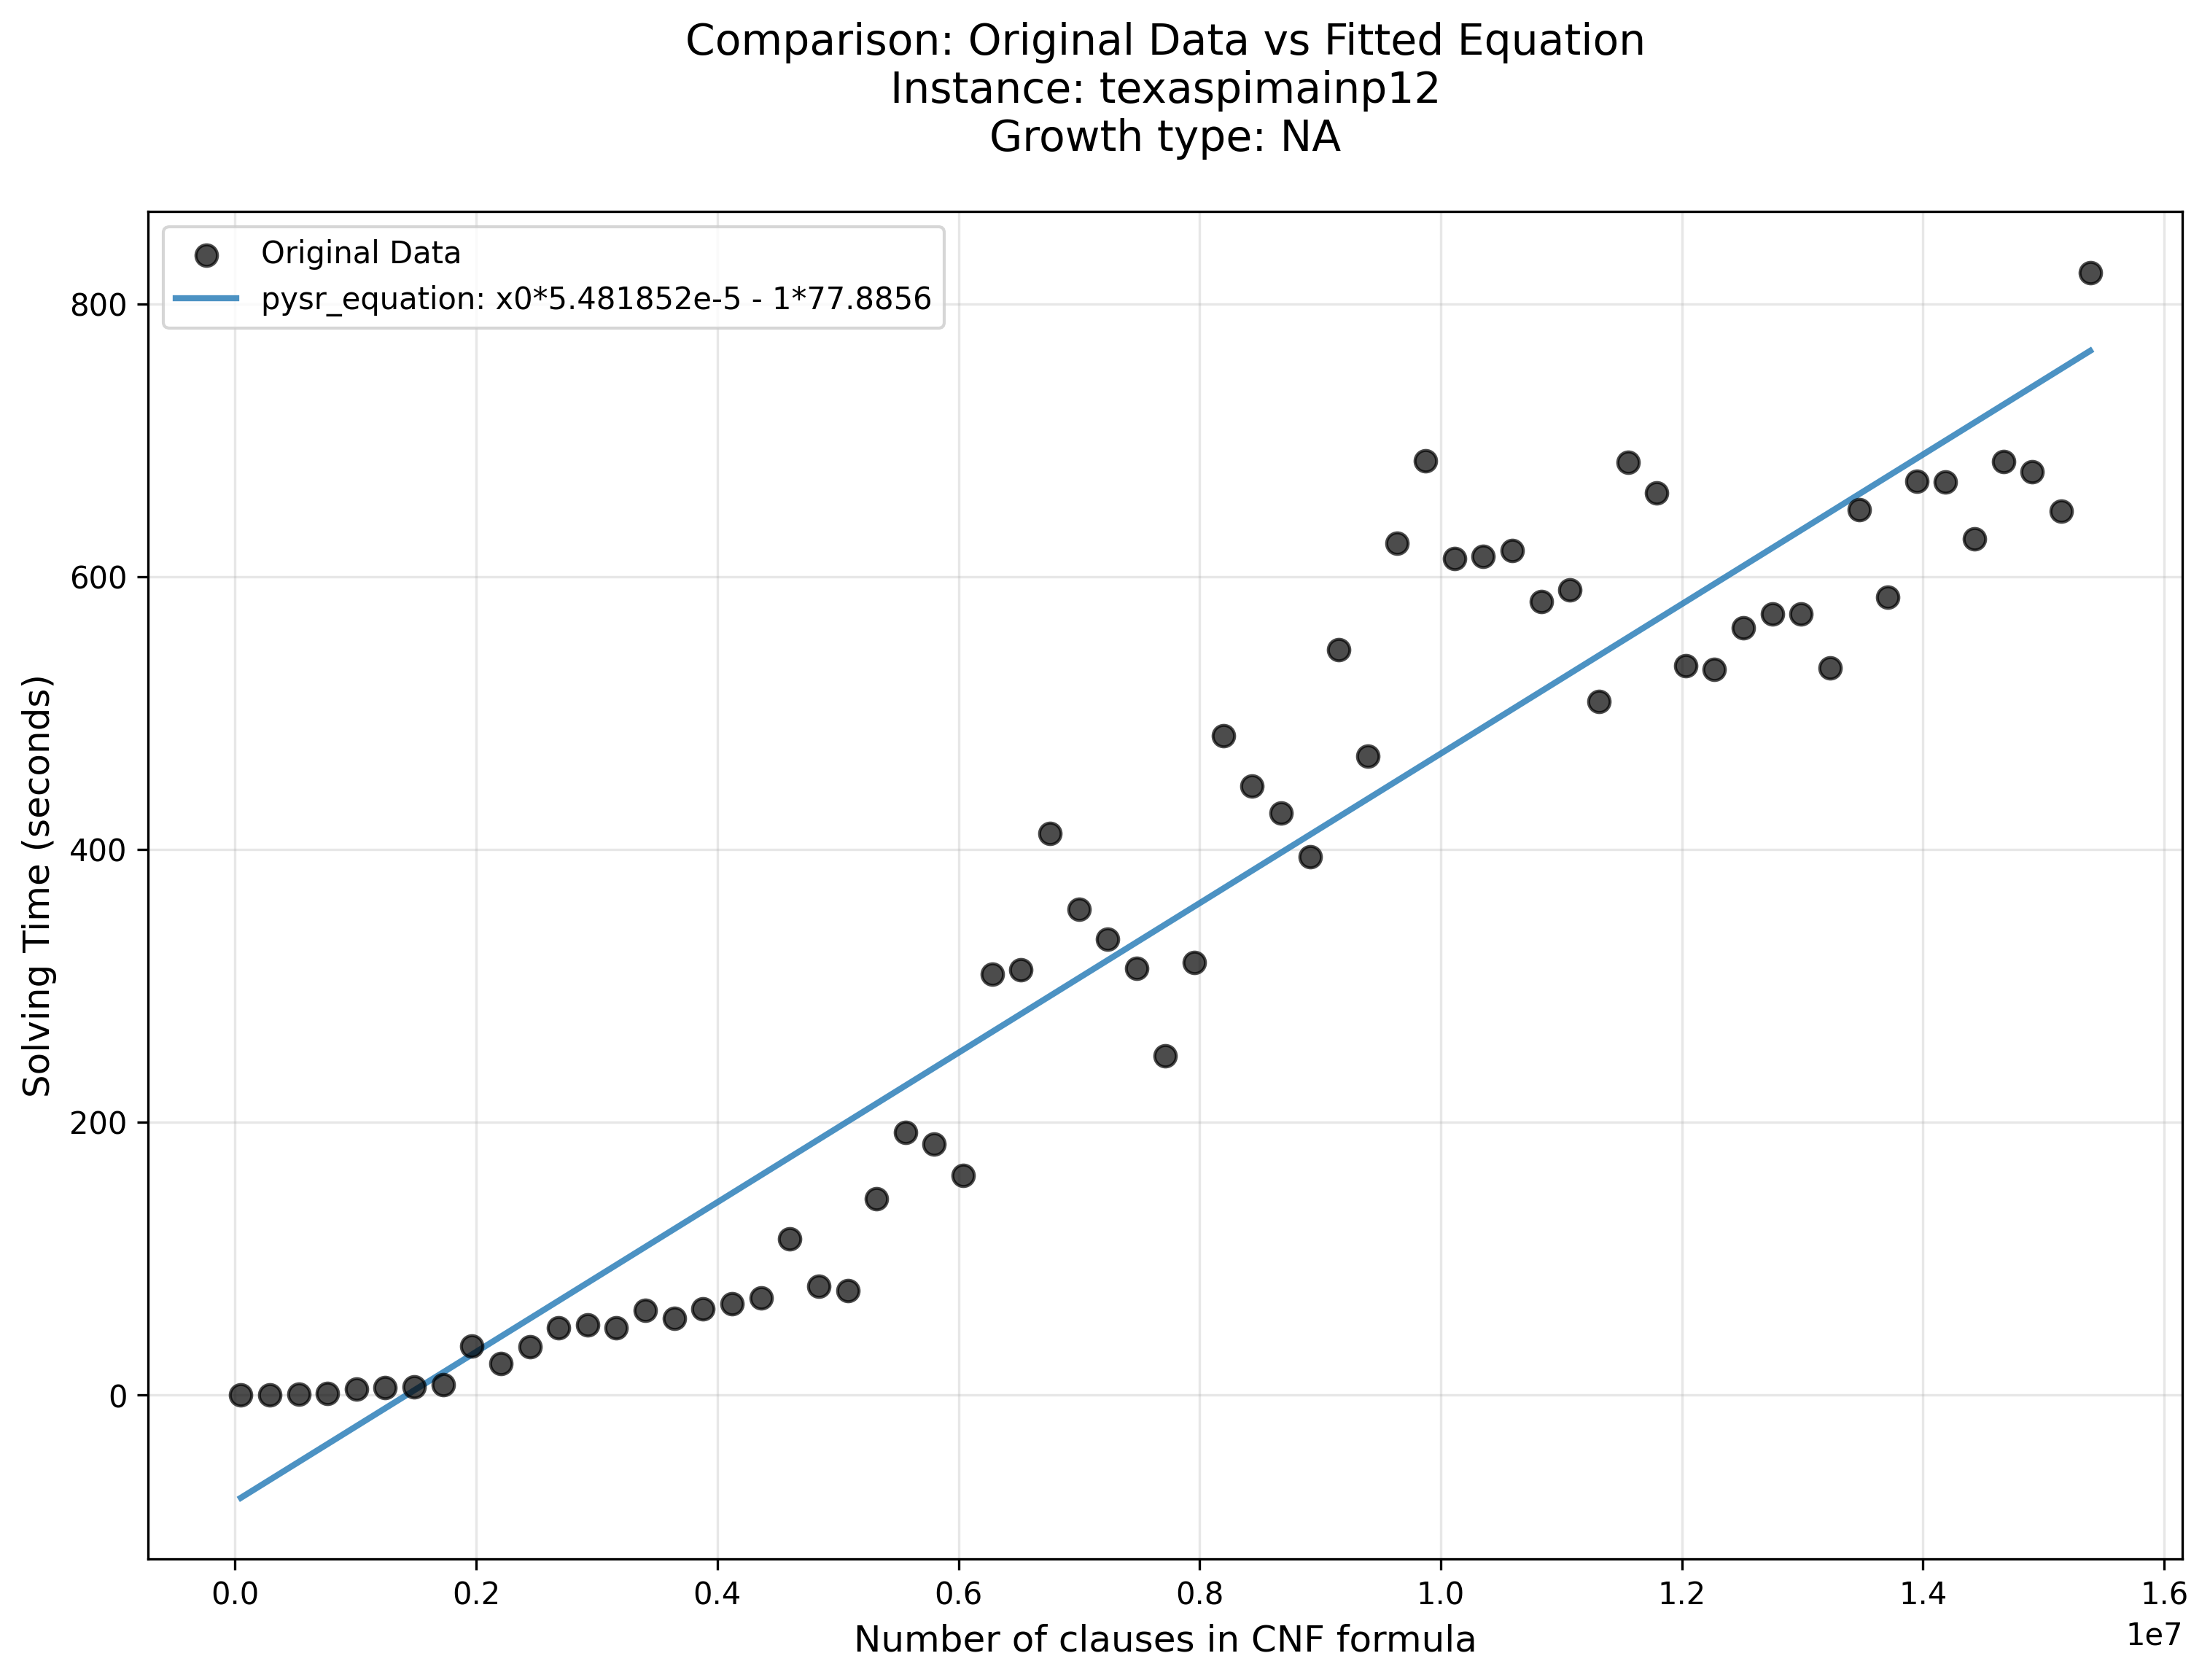 Comparison: Original Data vs Fitted Equation
Instance: texaspimainp12
Growth type: NA
Original Data
pysr_equation: x0*5.481852e-5 - 1*77.8856
800
600
400
200
0
Solving Time (seconds)
0.0 0.2 0.4 0.6 0.8 1.0 1.2 1.4 1.6
1e7
Number of clauses in CNF formula